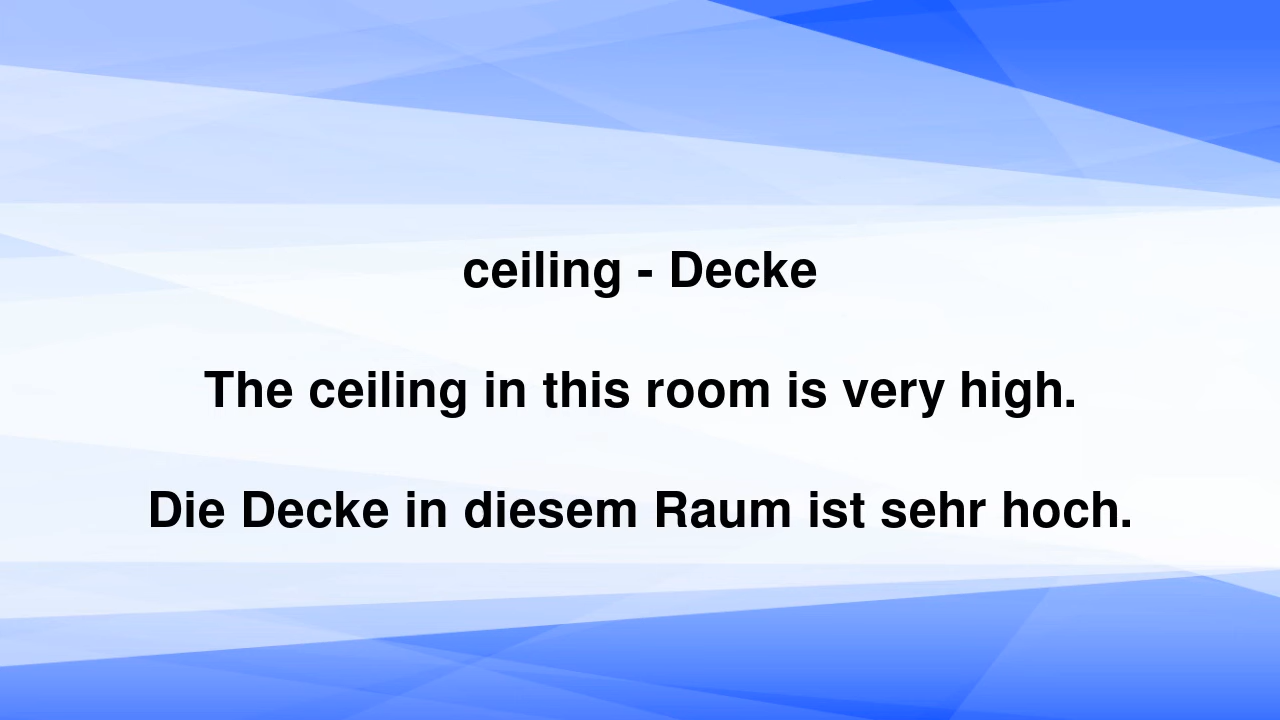 ceiling - Decke
The ceiling in this room is very high.
Die Decke in diesem Raum ist sehr hoch.